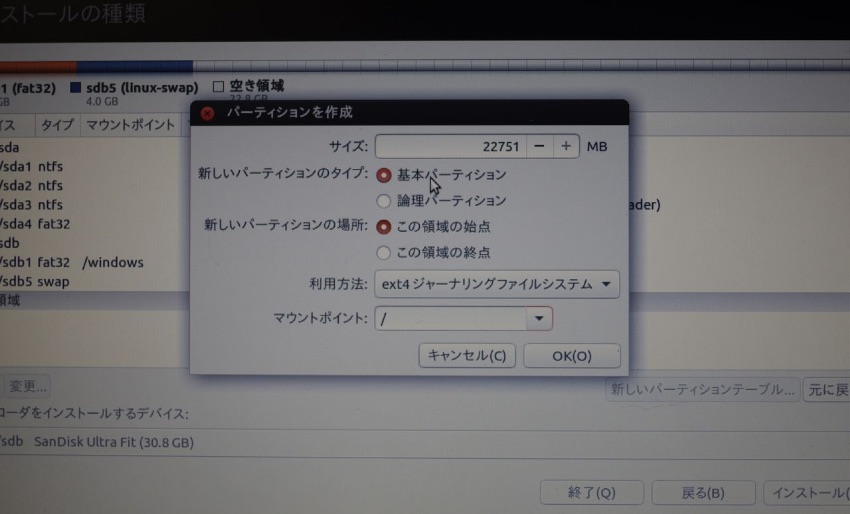 ストールの種類
1 (fat32) sdb5 (linux-swap) 空き領域
GB 4.0 GB 22.8 GB
パーティションを作成
イス タイプ マウントポイント
サイズ: 22751 − + MB
sda
新しいパーティションのタイプ: 基本パーティション
/sda1 ntfs
/sda2 ntfs
論理パーティション
/sda3 ntfs
ader)
/sda4 fat32
新しいパーティションの場所: この領域の始点
sdb
この領域の終点
/sdb1 fat32 /windows
/sdb5 swap
利用方法: ext4 ジャーナリングファイルシステム
領域
マウントポイント: /
キャンセル(C) OK(O)
変更... 新しいパーティションテーブル... 元に戻
ローダをインストールするデバイス:
/sdb SanDisk Ultra Fit (30.8 GB)
終了(Q) 戻る(B) インストール(